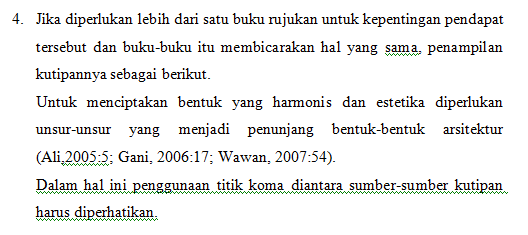 4. Jika diperlukan lebih dari satu buku rujukan untuk kepentingan pendapat
tersebut dan buku-buku itu membicarakan hal yang sama, penampilan
kutipannya sebagai berikut.
Untuk menciptakan bentuk yang harmonis dan estetika diperlukan
unsur-unsur yang menjadi penunjang bentuk-bentuk arsitektur
(Ali,2005:5; Gani, 2006:17; Wawan, 2007:54).
Dalam hal ini penggunaan titik koma diantara sumber-sumber kutipan
harus diperhatikan.